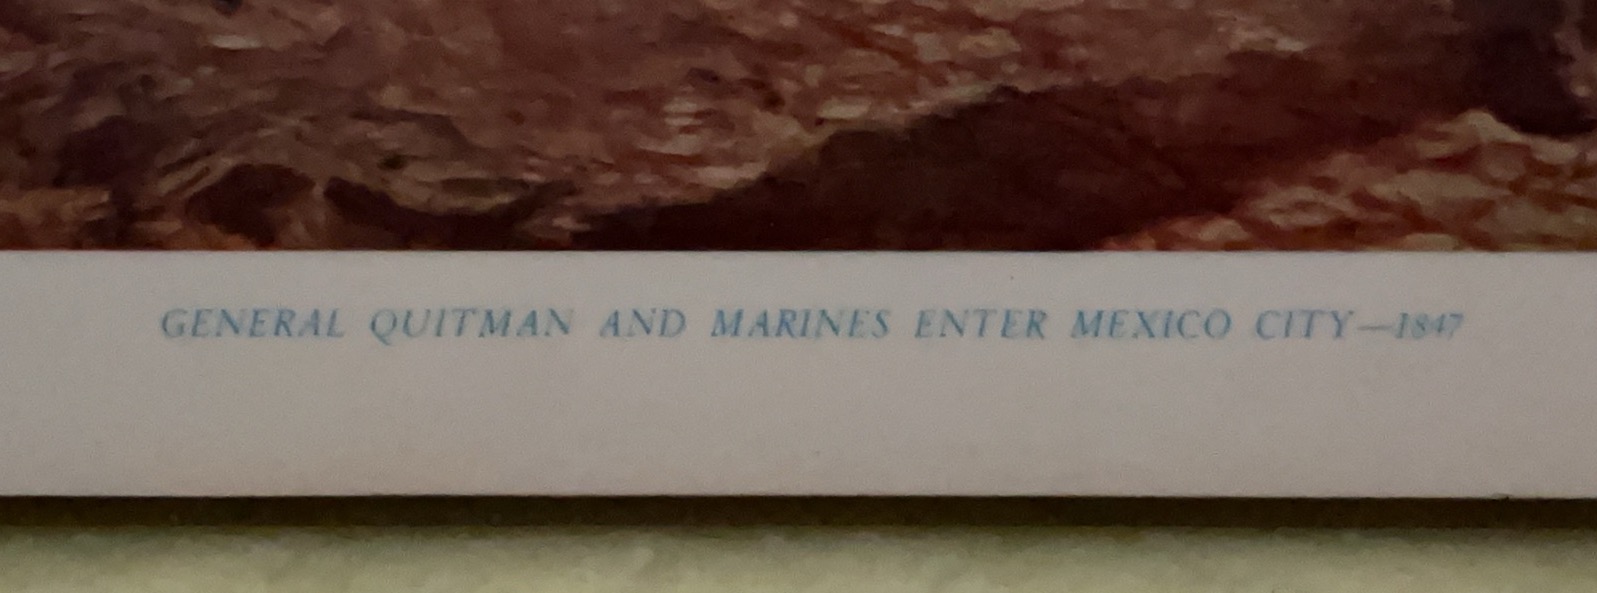 GENERAL QUITMAN AND MARINES ENTER MEXICO CITY—1847